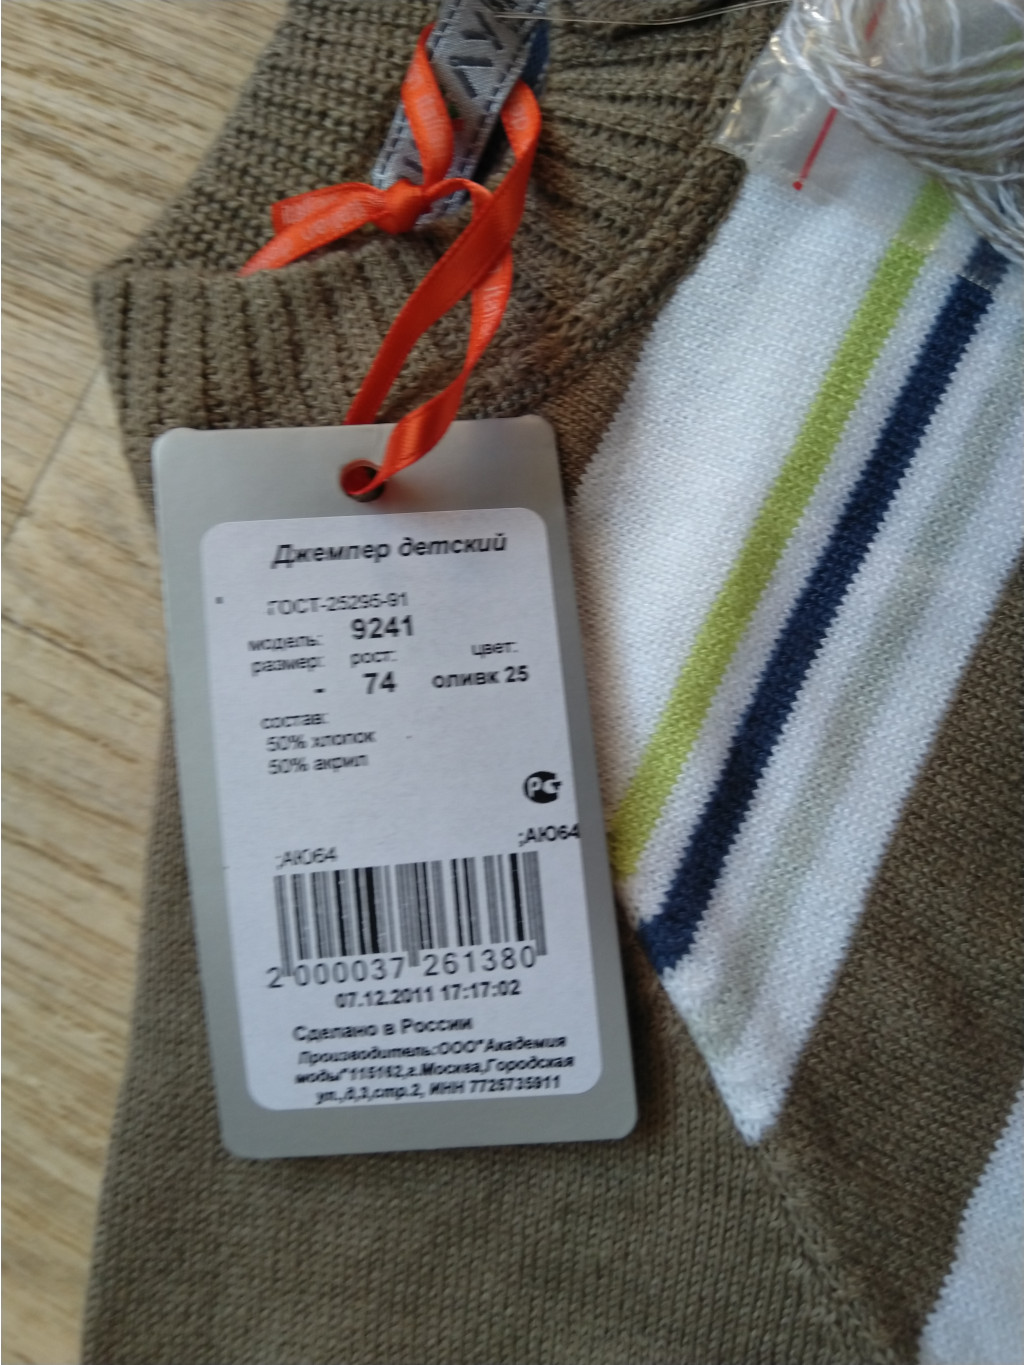 Джемпер детский
ГОСТ-25295-91
модель: 9241
размер: рост: цвет:
- 74 оливк 25
состав:
50% хлопок
50% акрил
РС
;АЮ64
;АЮ64
2 000037 261380
07.12.2011 17:17:02
Сделано в России
Производитель:ООО"Академия
моды"115162,г.Москва,Городская
ул.,д,3,стр.2, ИНН 7725735911